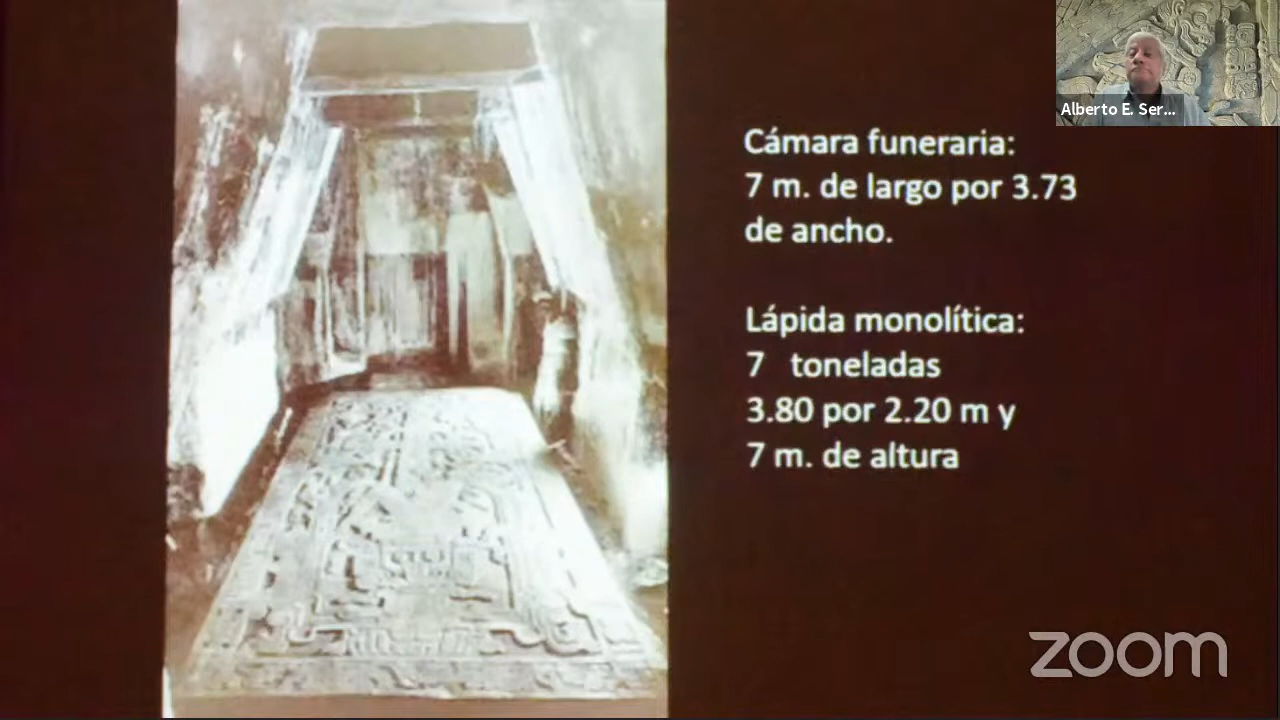 Alberto E. Ser...
Cámara funeraria:
7 m. de largo por 3.73
de ancho.
Lápida monolítica:
7 toneladas
3.80 por 2.20 m y
7 m. de altura
zoom